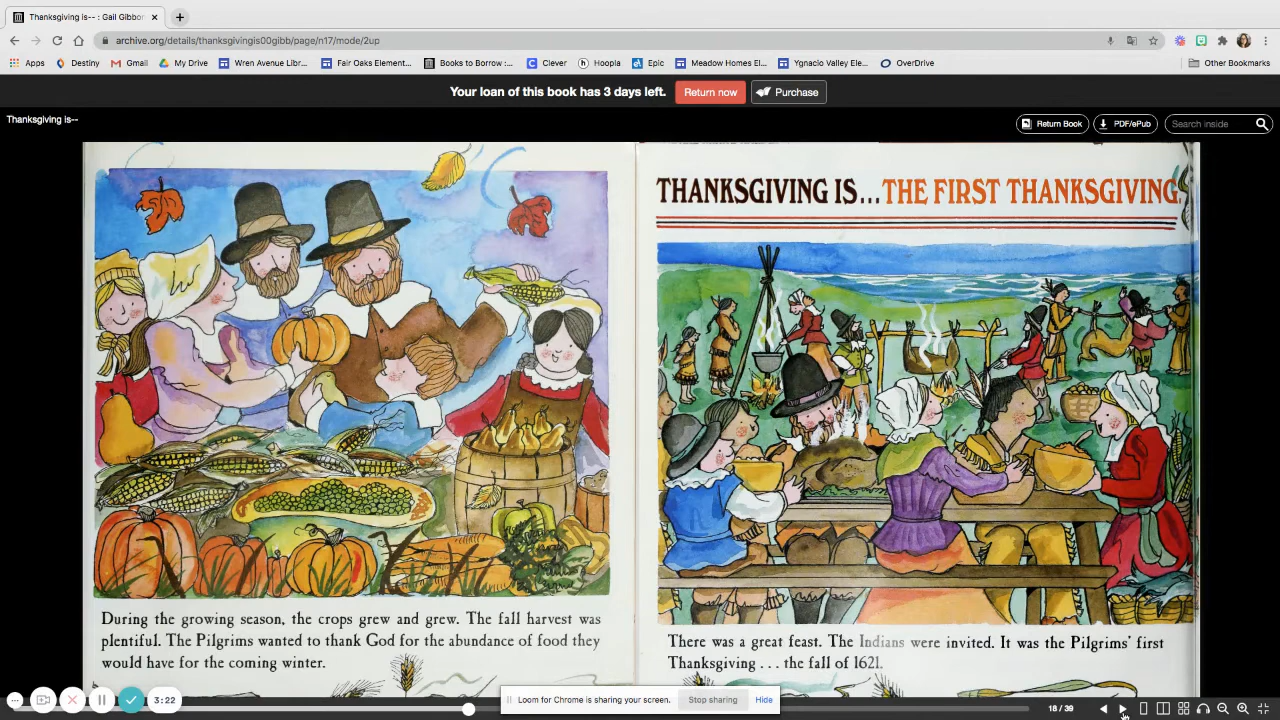 Thanksgiving is-- : Gail Gibbon
archive.org/details/thanksgivingis00gibb/page/n17/mode/2up
Apps Destiny Gmail My Drive Wren Avenue Libr... Fair Oaks Element... Books to Borrow :... Clever Hoopla Epic Meadow Homes El... Ygnacio Valley Ele... OverDrive Other Bookmarks
Your loan of this book has 3 days left. Return now Purchase
Thanksgiving is-- Return Book PDF/ePub Search inside
THANKSGIVING IS...THE FIRST THANKSGIVING.
During the growing season, the crops grew and grew. The fall harvest was
plentiful. The Pilgrims wanted to thank God for the abundance of food they
would have for the coming winter.
There was a great feast. The Indians were invited. It was the Pilgrims' first
Thanksgiving . . . the fall of 1621.
3:22
Loom for Chrome is sharing your screen. Stop sharing Hide
18 / 39